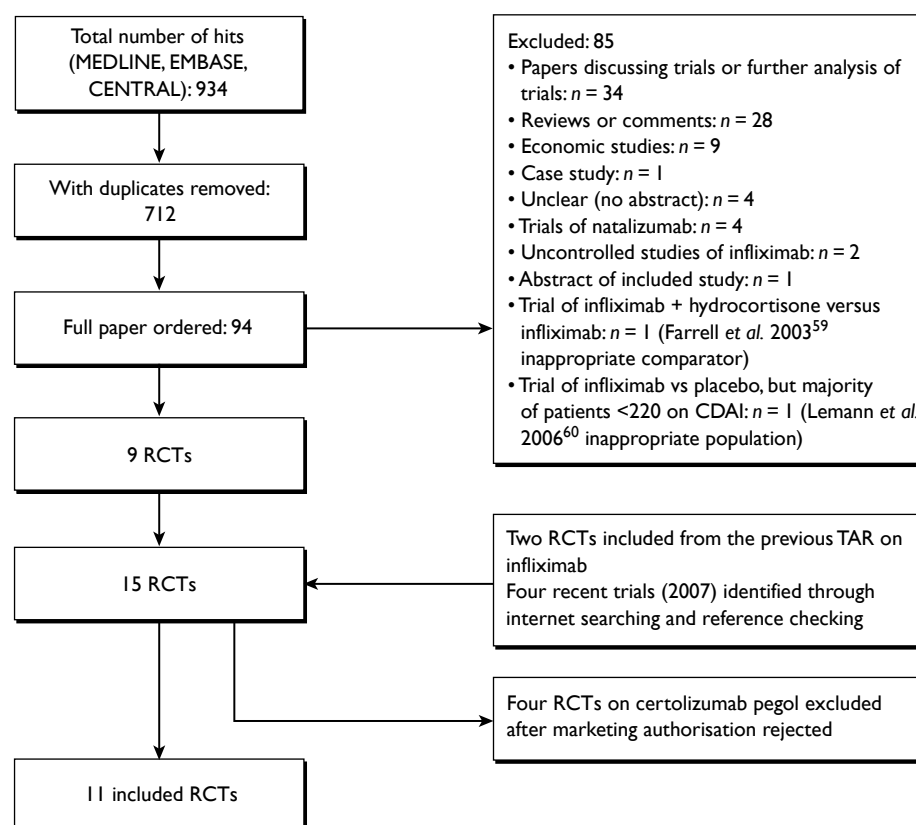 Total number of hits
(MEDLINE, EMBASE,
CENTRAL): 934
With duplicates removed:
712
Full paper ordered: 94
9 RCTs
15 RCTs
11 included RCTs
Excluded: 85
• Papers discussing trials or further analysis of
trials: n = 34
• Reviews or comments: n = 28
• Economic studies: n = 9
• Case study: n = 1
• Unclear (no abstract): n = 4
• Trials of natalizumab: n = 4
• Uncontrolled studies of infliximab: n = 2
• Abstract of included study: n = 1
• Trial of infliximab + hydrocortisone versus
infliximab: n = 1 (Farrell et al. 2003⁵⁹
inappropriate comparator)
• Trial of infliximab vs placebo, but majority
of patients <220 on CDAI: n = 1 (Lemann et al.
2006⁶⁰ inappropriate population)
Two RCTs included from the previous TAR on
infliximab
Four recent trials (2007) identified through
internet searching and reference checking
Four RCTs on certolizumab pegol excluded
after marketing authorisation rejected